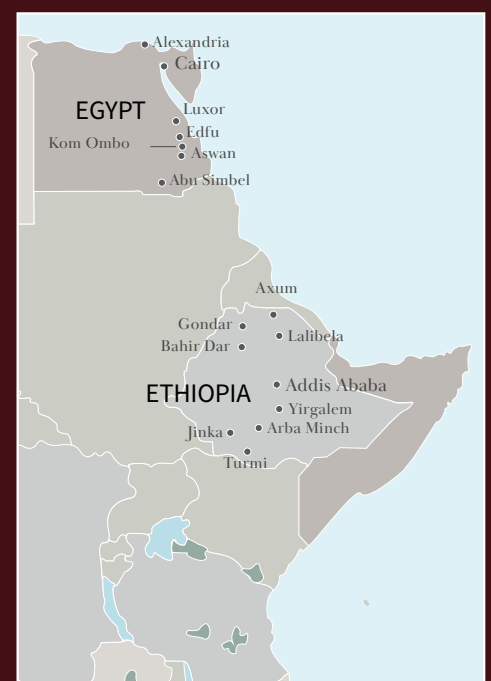 Alexandria
Cairo
EGYPT
Luxor
Edfu
Kom Ombo
Aswan
Abu Simbel
Axum
Gondar
Lalibela
Bahir Dar
ETHIOPIA
Addis Ababa
Yirgalem
Arba Minch
Jinka
Turmi